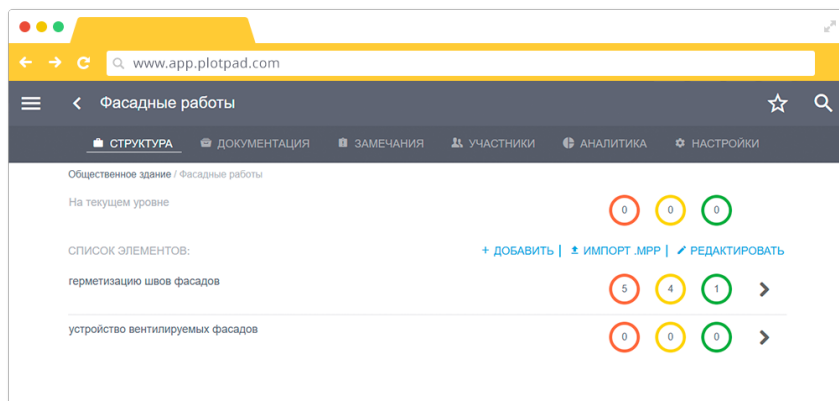 www.app.plotpad.com
Фасадные работы
СТРУКТУРА ДОКУМЕНТАЦИЯ ЗАМЕЧАНИЯ УЧАСТНИКИ АНАЛИТИКА НАСТРОЙКИ
Общественное здание / Фасадные работы
На текущем уровне 0 0 0
СПИСОК ЭЛЕМЕНТОВ: + ДОБАВИТЬ | ИМПОРТ .MPP | РЕДАКТИРОВАТЬ
герметизацию швов фасадов 5 4 1
устройство вентилируемых фасадов 0 0 0